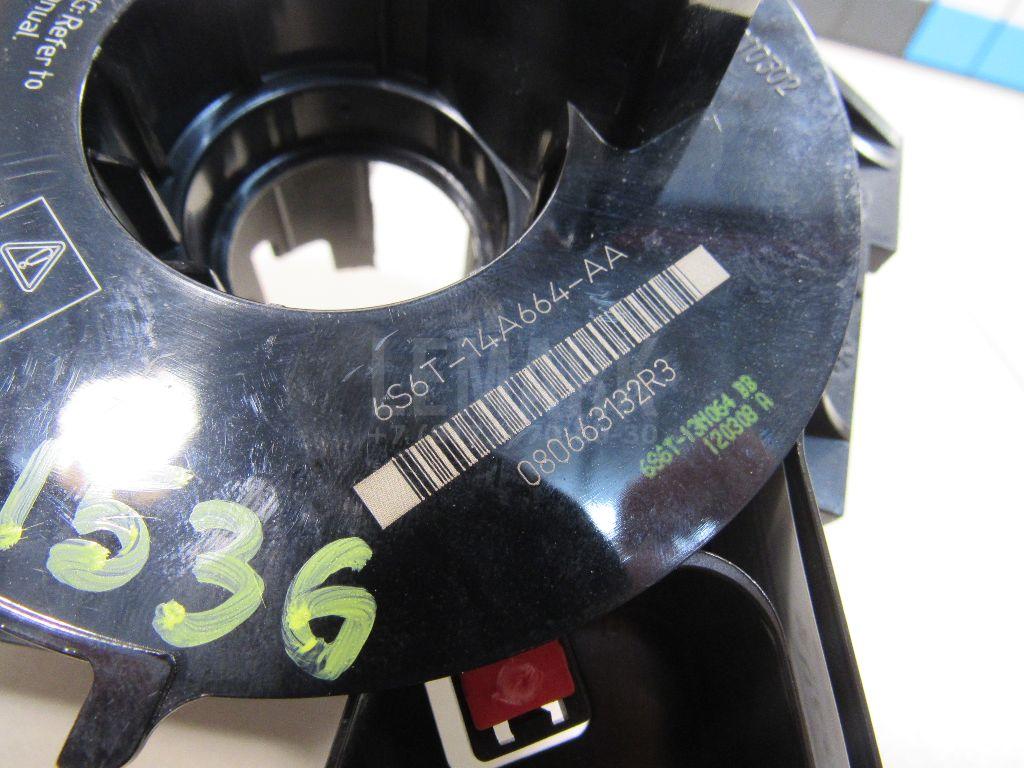 G: Refer to
nual.
6S6T-14A664-AA
080663132R3
6S6T-13N064 BB
120308 A
1536